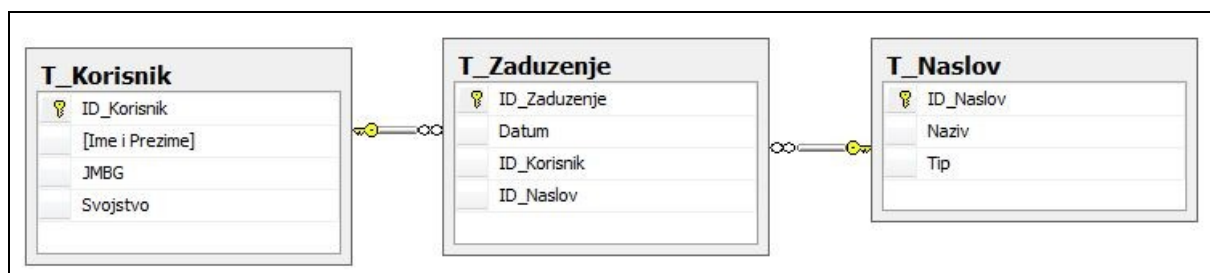 T_Korisnik
ID_Korisnik
[Ime i Prezime]
JMBG
Svojstvo
T_Zaduzenje
ID_Zaduzenje
Datum
ID_Korisnik
ID_Naslov
T_Naslov
ID_Naslov
Naziv
Tip